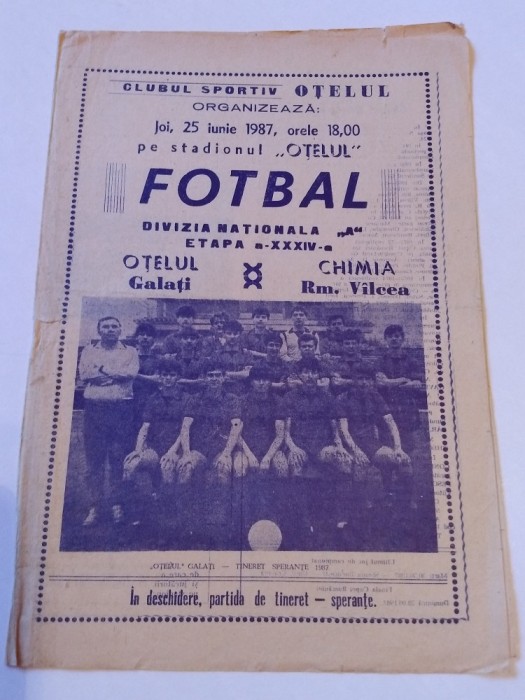 CLUBUL SPORTIV OȚELUL
ORGANIZEAZĂ:
Joi, 25 iunie 1987, orele 18,00
pe stadionul „OȚELUL"
FOTBAL
DIVIZIA NATIONALA „A"
ETAPA a-XXXIV-a
OȚELUL CHIMIA
Galați Rm. Vîlcea
„OȚELUL" GALAȚI — TINERET SPERANȚE 1987
În deschidere, partida de tineret — speranțe.